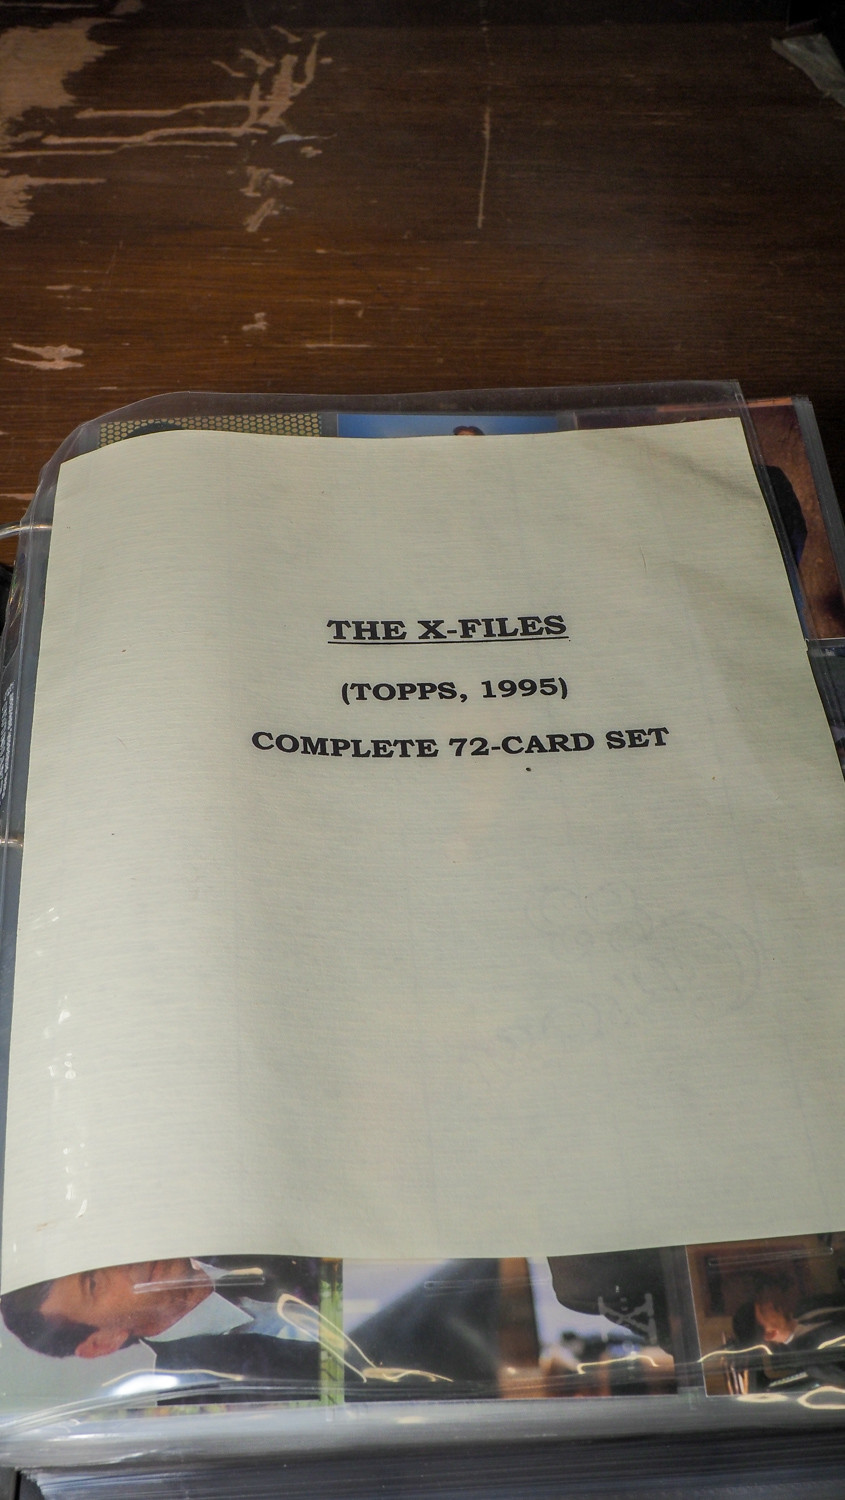 THE X-FILES
(TOPPS, 1995)
COMPLETE 72-CARD SET
X